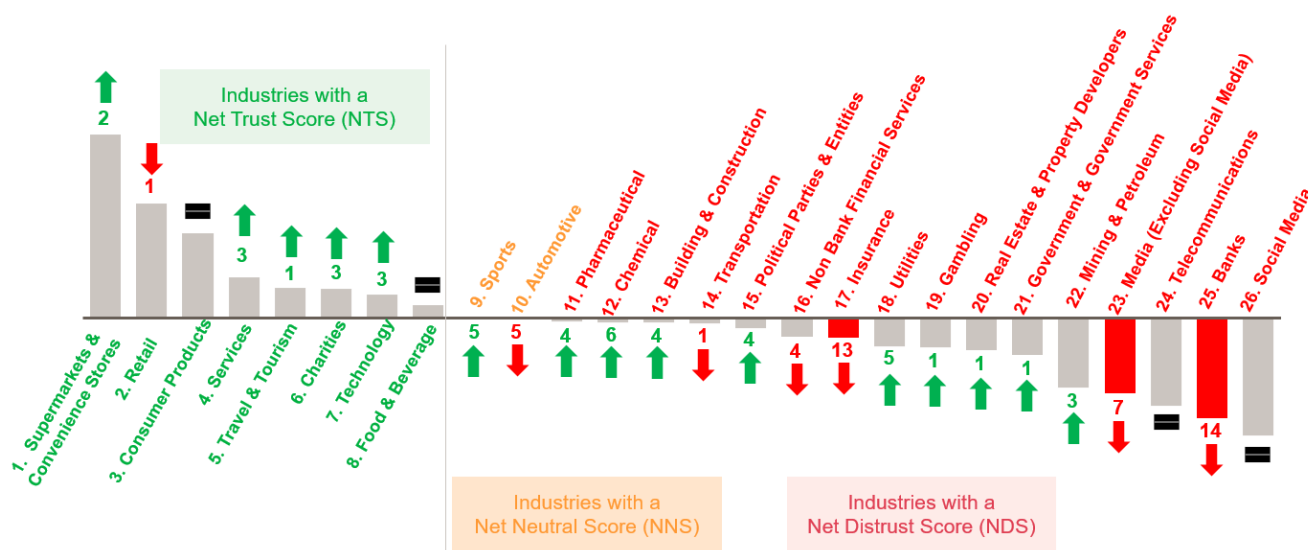 Industries with a
Net Trust Score (NTS)
2
1
3
1
3
3
1. Supermarkets &
Convenience Stores
2. Retail
3. Consumer Products
4. Services
5. Travel & Tourism
6. Charities
7. Technology
8. Food & Beverage
9. Sports
10. Automotive
11. Pharmaceutical
12. Chemical
13. Building & Construction
14. Transportation
15. Political Parties & Entities
16. Non Bank Financial Services
17. Insurance
18. Utilities
19. Gambling
20. Real Estate & Property Developers
21. Government & Government Services
22. Mining & Petroleum
23. Media (Excluding Social Media)
24. Telecommunications
25. Banks
26. Social Media
5
5
4
6
4
1
4
4
13
5
1
1
1
3
7
14
Industries with a
Net Neutral Score (NNS)
Industries with a
Net Distrust Score (NDS)